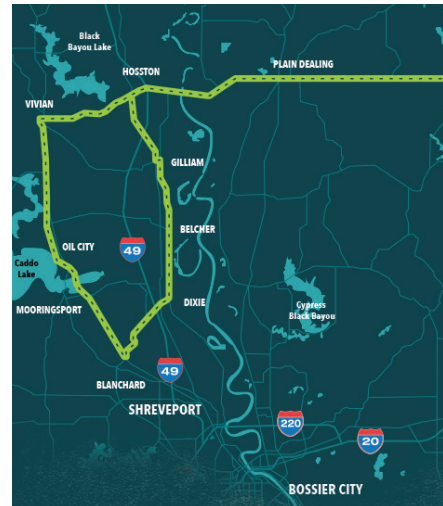 Black
Bayou Lake
HOSSTON
PLAIN DEALING
VIVIAN
GILLIAM
BELCHER
OIL CITY
49
Caddo
Lake
DIXIE
MOORINGSPORT
Cypress
Black Bayou
49
BLANCHARD
SHREVEPORT
220
20
BOSSIER CITY